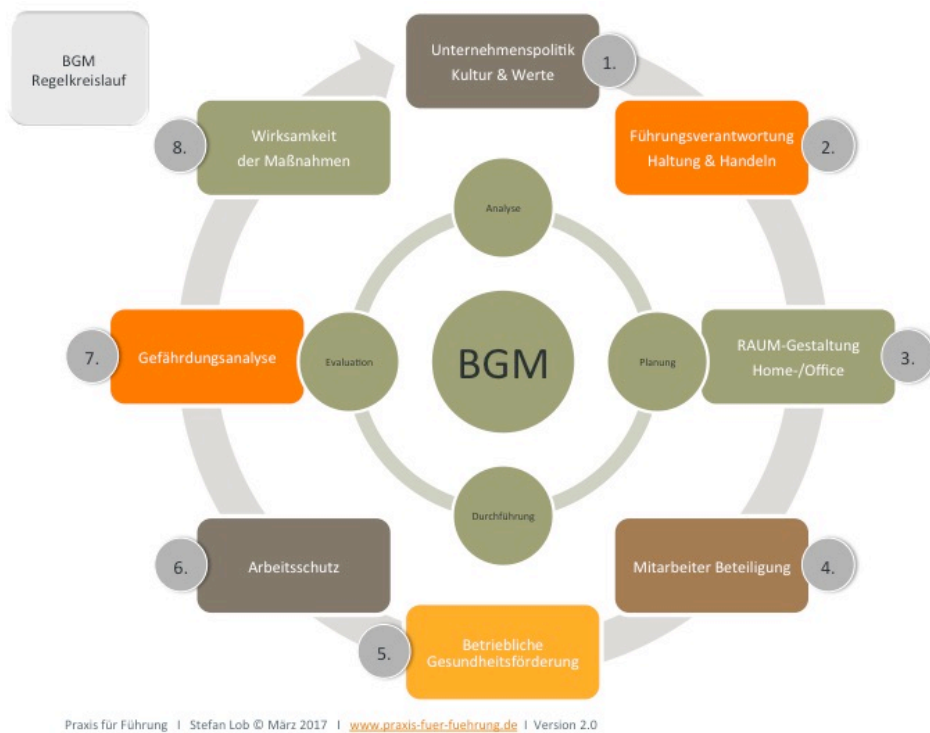 BGM
Regelkreislauf
Unternehmenspolitik
Kultur & Werte
1.
Führungsverantwortung
Haltung & Handeln
2.
RAUM-Gestaltung
Home-/Office
3.
Mitarbeiter Beteiligung
4.
Betriebliche
Gesundheitsförderung
5.
Arbeitsschutz
6.
Gefährdungsanalyse
7.
Wirksamkeit
der Maßnahmen
8.
Analyse
Planung
Durchführung
Evaluation
BGM
Praxis für Führung I Stefan Lob © März 2017 I www.praxis-fuer-fuehrung.de I Version 2.0